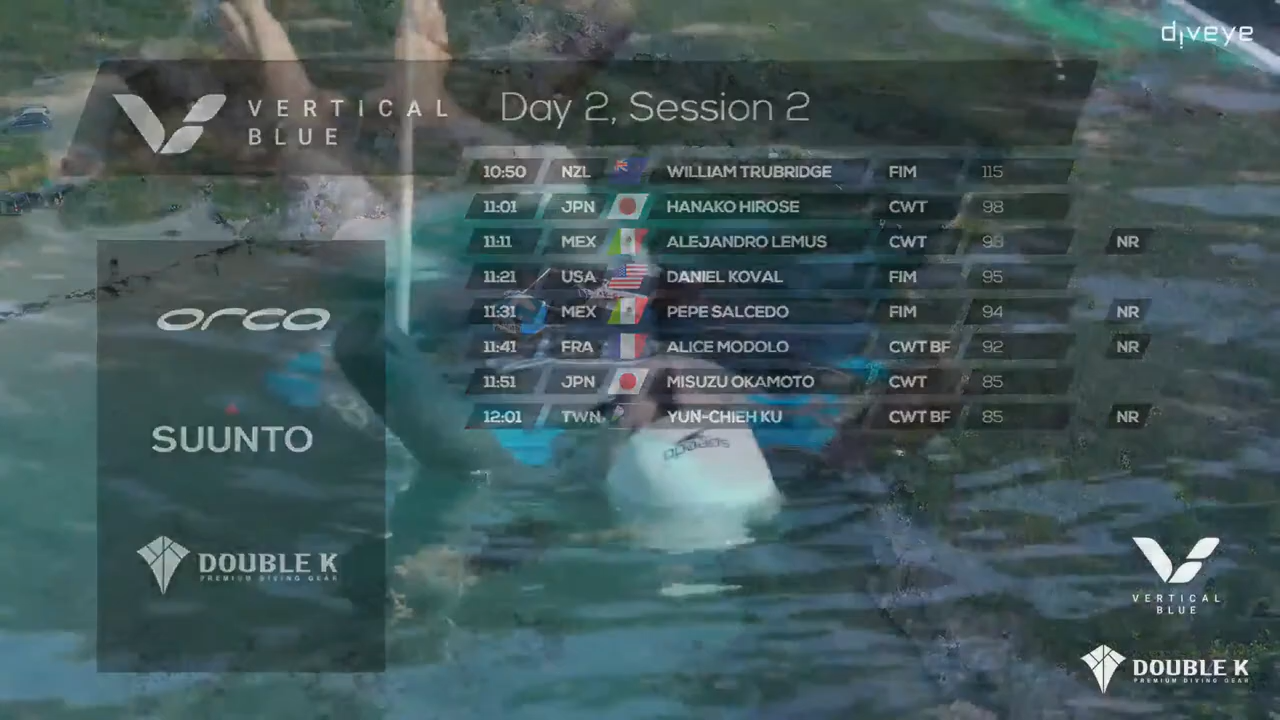 dıveye
VERTICAL
BLUE
Day 2, Session 2
10:50 NZL WILLIAM TRUBRIDGE FIM 115
11:01 JPN HANAKO HIROSE CWT 98
11:11 MEX ALEJANDRO LEMUS CWT 98 NR
11:21 USA DANIEL KOVAL FIM 95
11:31 MEX PEPE SALCEDO FIM 94 NR
11:41 FRA ALICE MODOLO CWT BF 92 NR
11:51 JPN MISUZU OKAMOTO CWT 85
12:01 TWN YUN-CHIEH KU CWT BF 85 NR
orca
SUUNTO
DOUBLE K
PREMIUM DIVING GEAR
speedo
VERTICAL
BLUE
DOUBLE K
PREMIUM DIVING GEAR